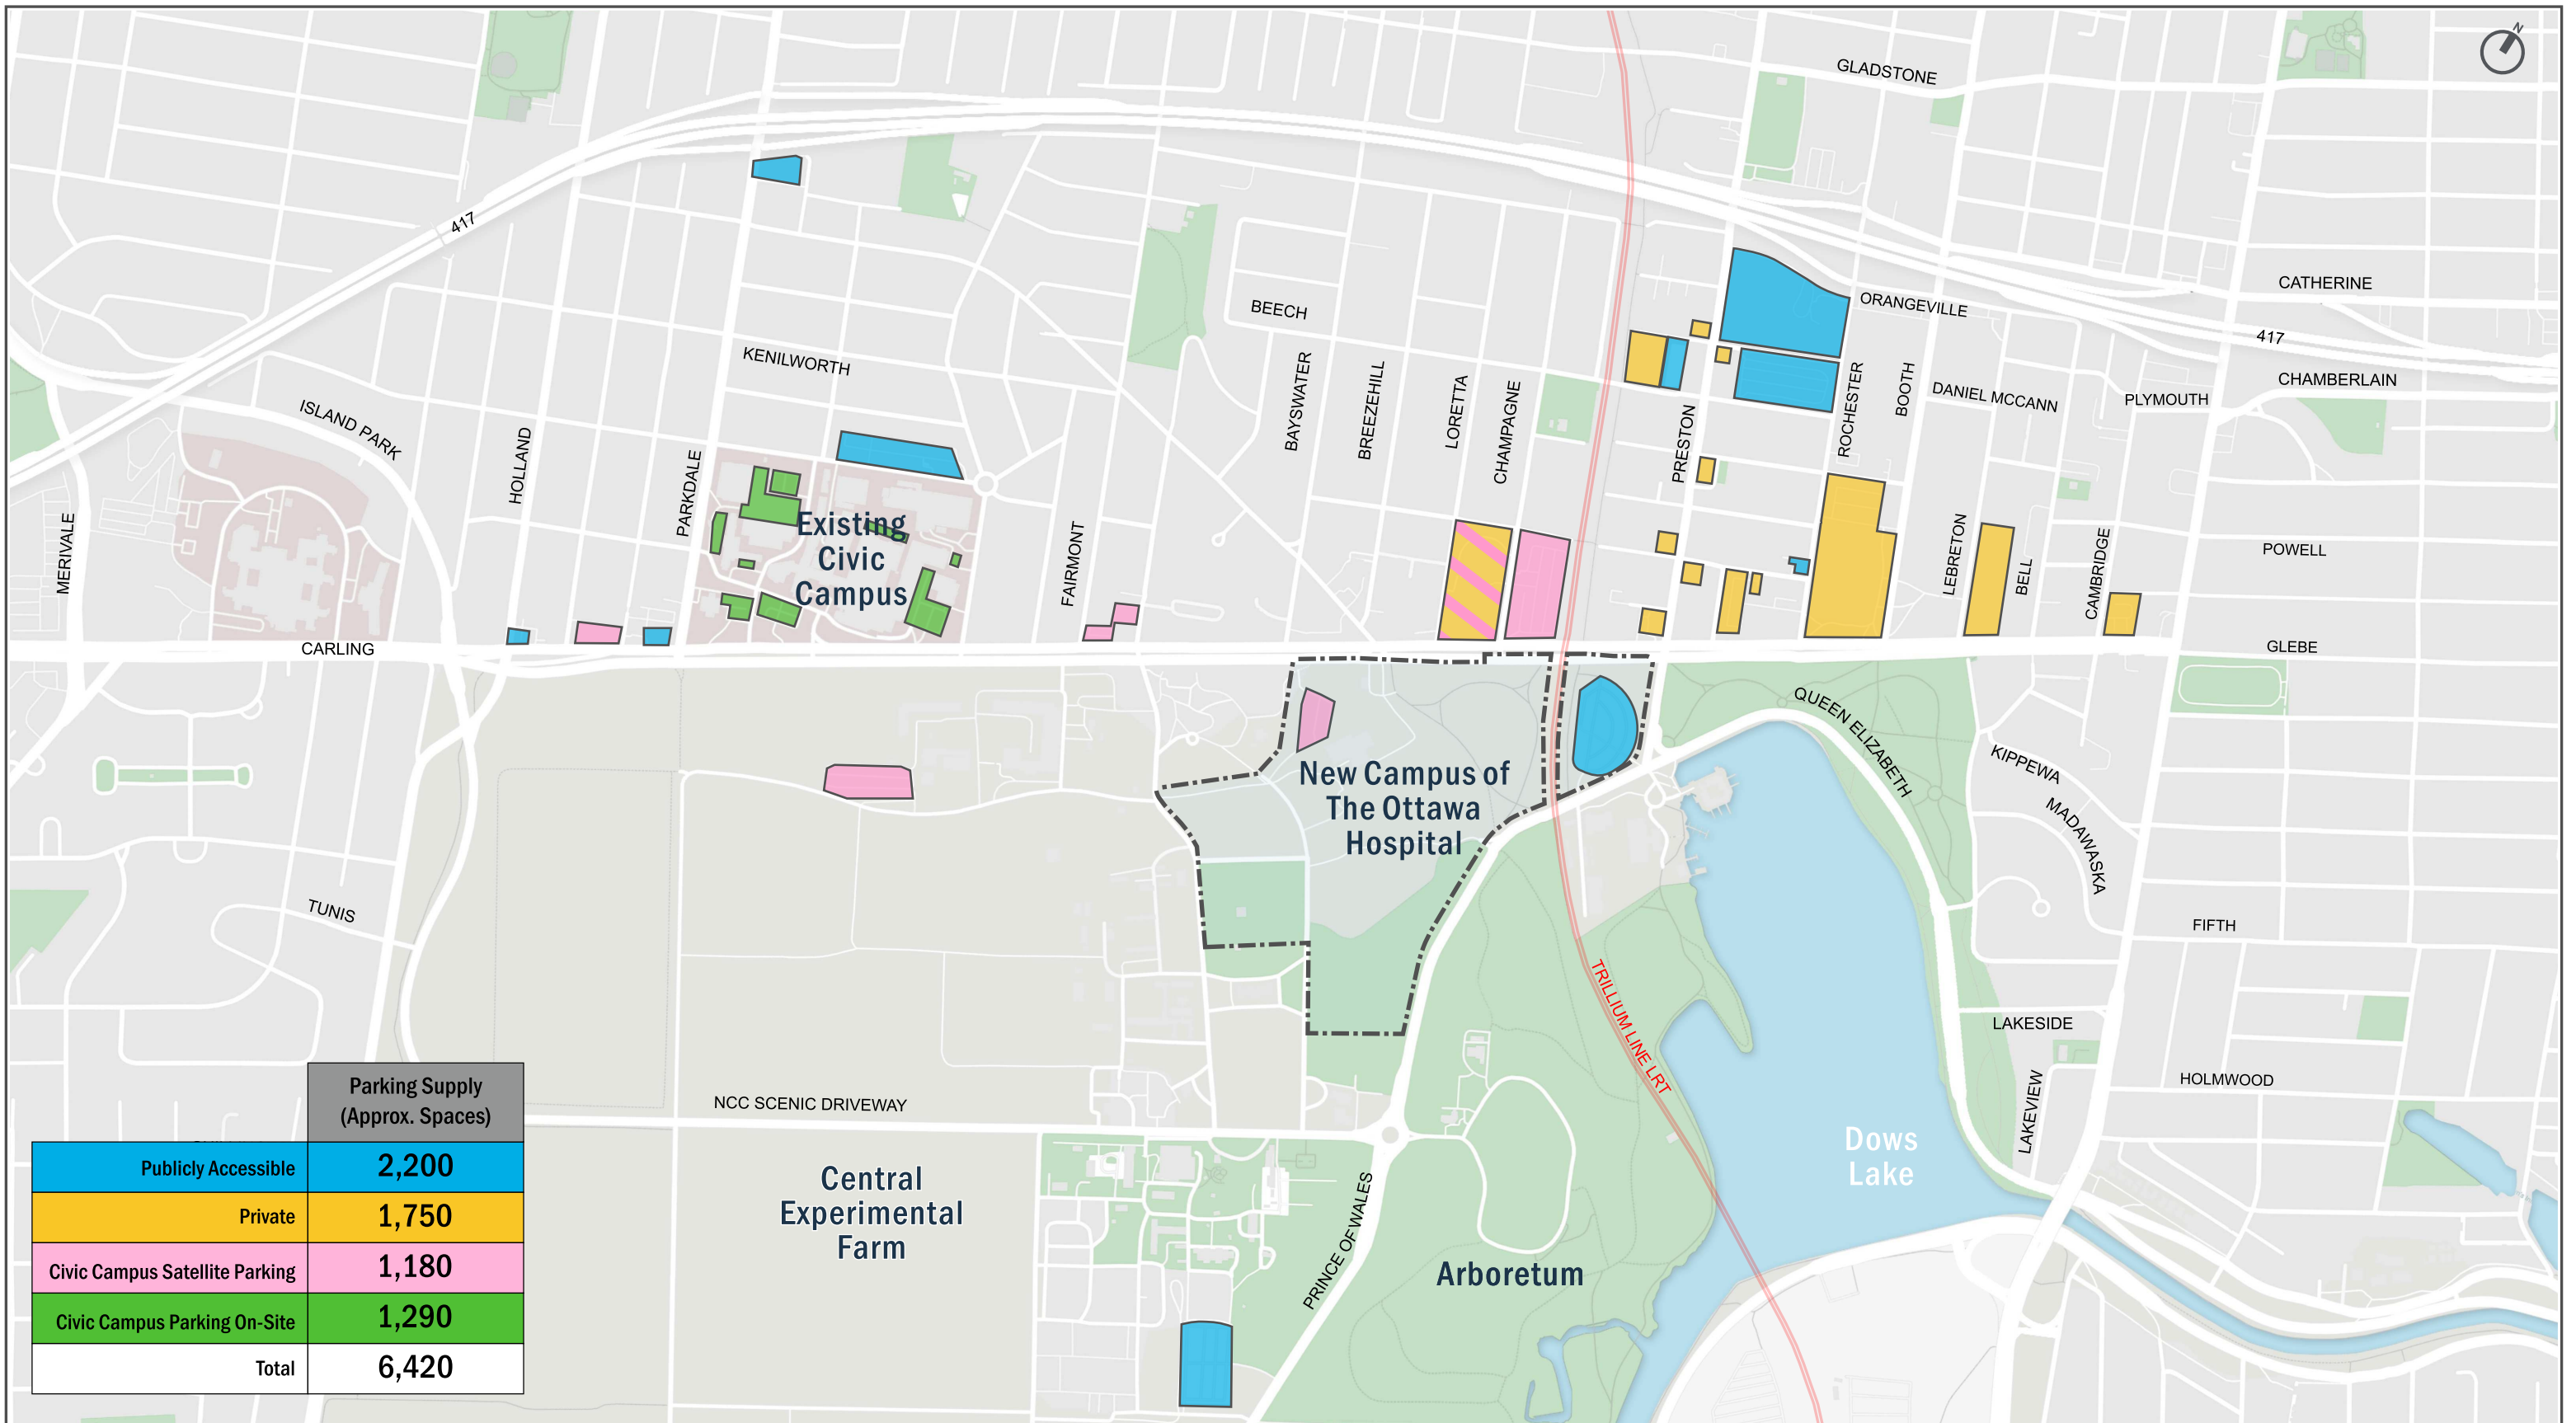 N
GLADSTONE
417
CATHERINE
ORANGEVILLE
BEECH
417
KENILWORTH
CHAMBERLAIN
DANIEL MCCANN
PLYMOUTH
ISLAND PARK
HOLLAND
PARKDALE
BAYSWATER
BREEZEHILL
LORETTA
CHAMPAGNE
PRESTON
ROCHESTER
BOOTH
MERIVALE
Existing
Civic
Campus
FAIRMONT
LEBRETON
BELL
CAMBRIDGE
POWELL
CARLING
GLEBE
QUEEN ELIZABETH
KIPPEWA
MADAWASKA
New Campus of
The Ottawa
Hospital
TUNIS
FIFTH
TRILLIUM LINE LRT
LAKESIDE
LAKEVIEW
HOLMWOOD
NCC SCENIC DRIVEWAY
Dows
Lake
Central
Experimental
Farm
PRINCE OF WALES
Arboretum
Parking Supply
(Approx. Spaces)
Publicly Accessible 2,200
Private 1,750
Civic Campus Satellite Parking 1,180
Civic Campus Parking On-Site 1,290
Total 6,420